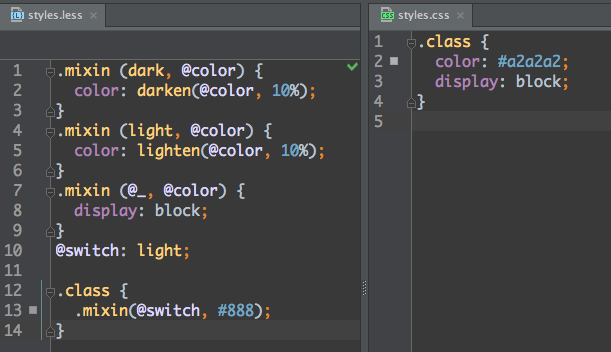 styles.less
1 .mixin (dark, @color) {
2   color: darken(@color, 10%);
3 }
4 .mixin (light, @color) {
5   color: lighten(@color, 10%);
6 }
7 .mixin (@_, @color) {
8   display: block;
9 }
10 @switch: light;
11
12 .class {
13   .mixin(@switch, #888);
14 }
styles.css
1 .class {
2   color: #a2a2a2;
3   display: block;
4 }
5